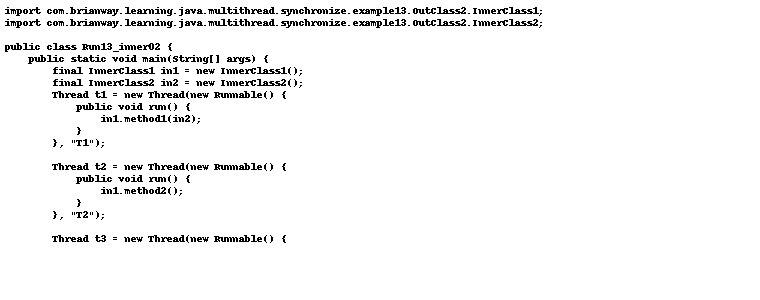 import com.brianway.learning.java.multithread.synchronize.example13.OutClass2.InnerClass1;
import com.brianway.learning.java.multithread.synchronize.example13.OutClass2.InnerClass2;
public class Run13_inner02 {
public static void main(String[] args) {
final InnerClass1 in1 = new InnerClass1();
final InnerClass2 in2 = new InnerClass2();
Thread t1 = new Thread(new Runnable() {
public void run() {
in1.method1(in2);
}
}, "T1");
Thread t2 = new Thread(new Runnable() {
public void run() {
in1.method2();
}
}, "T2");
Thread t3 = new Thread(new Runnable() {